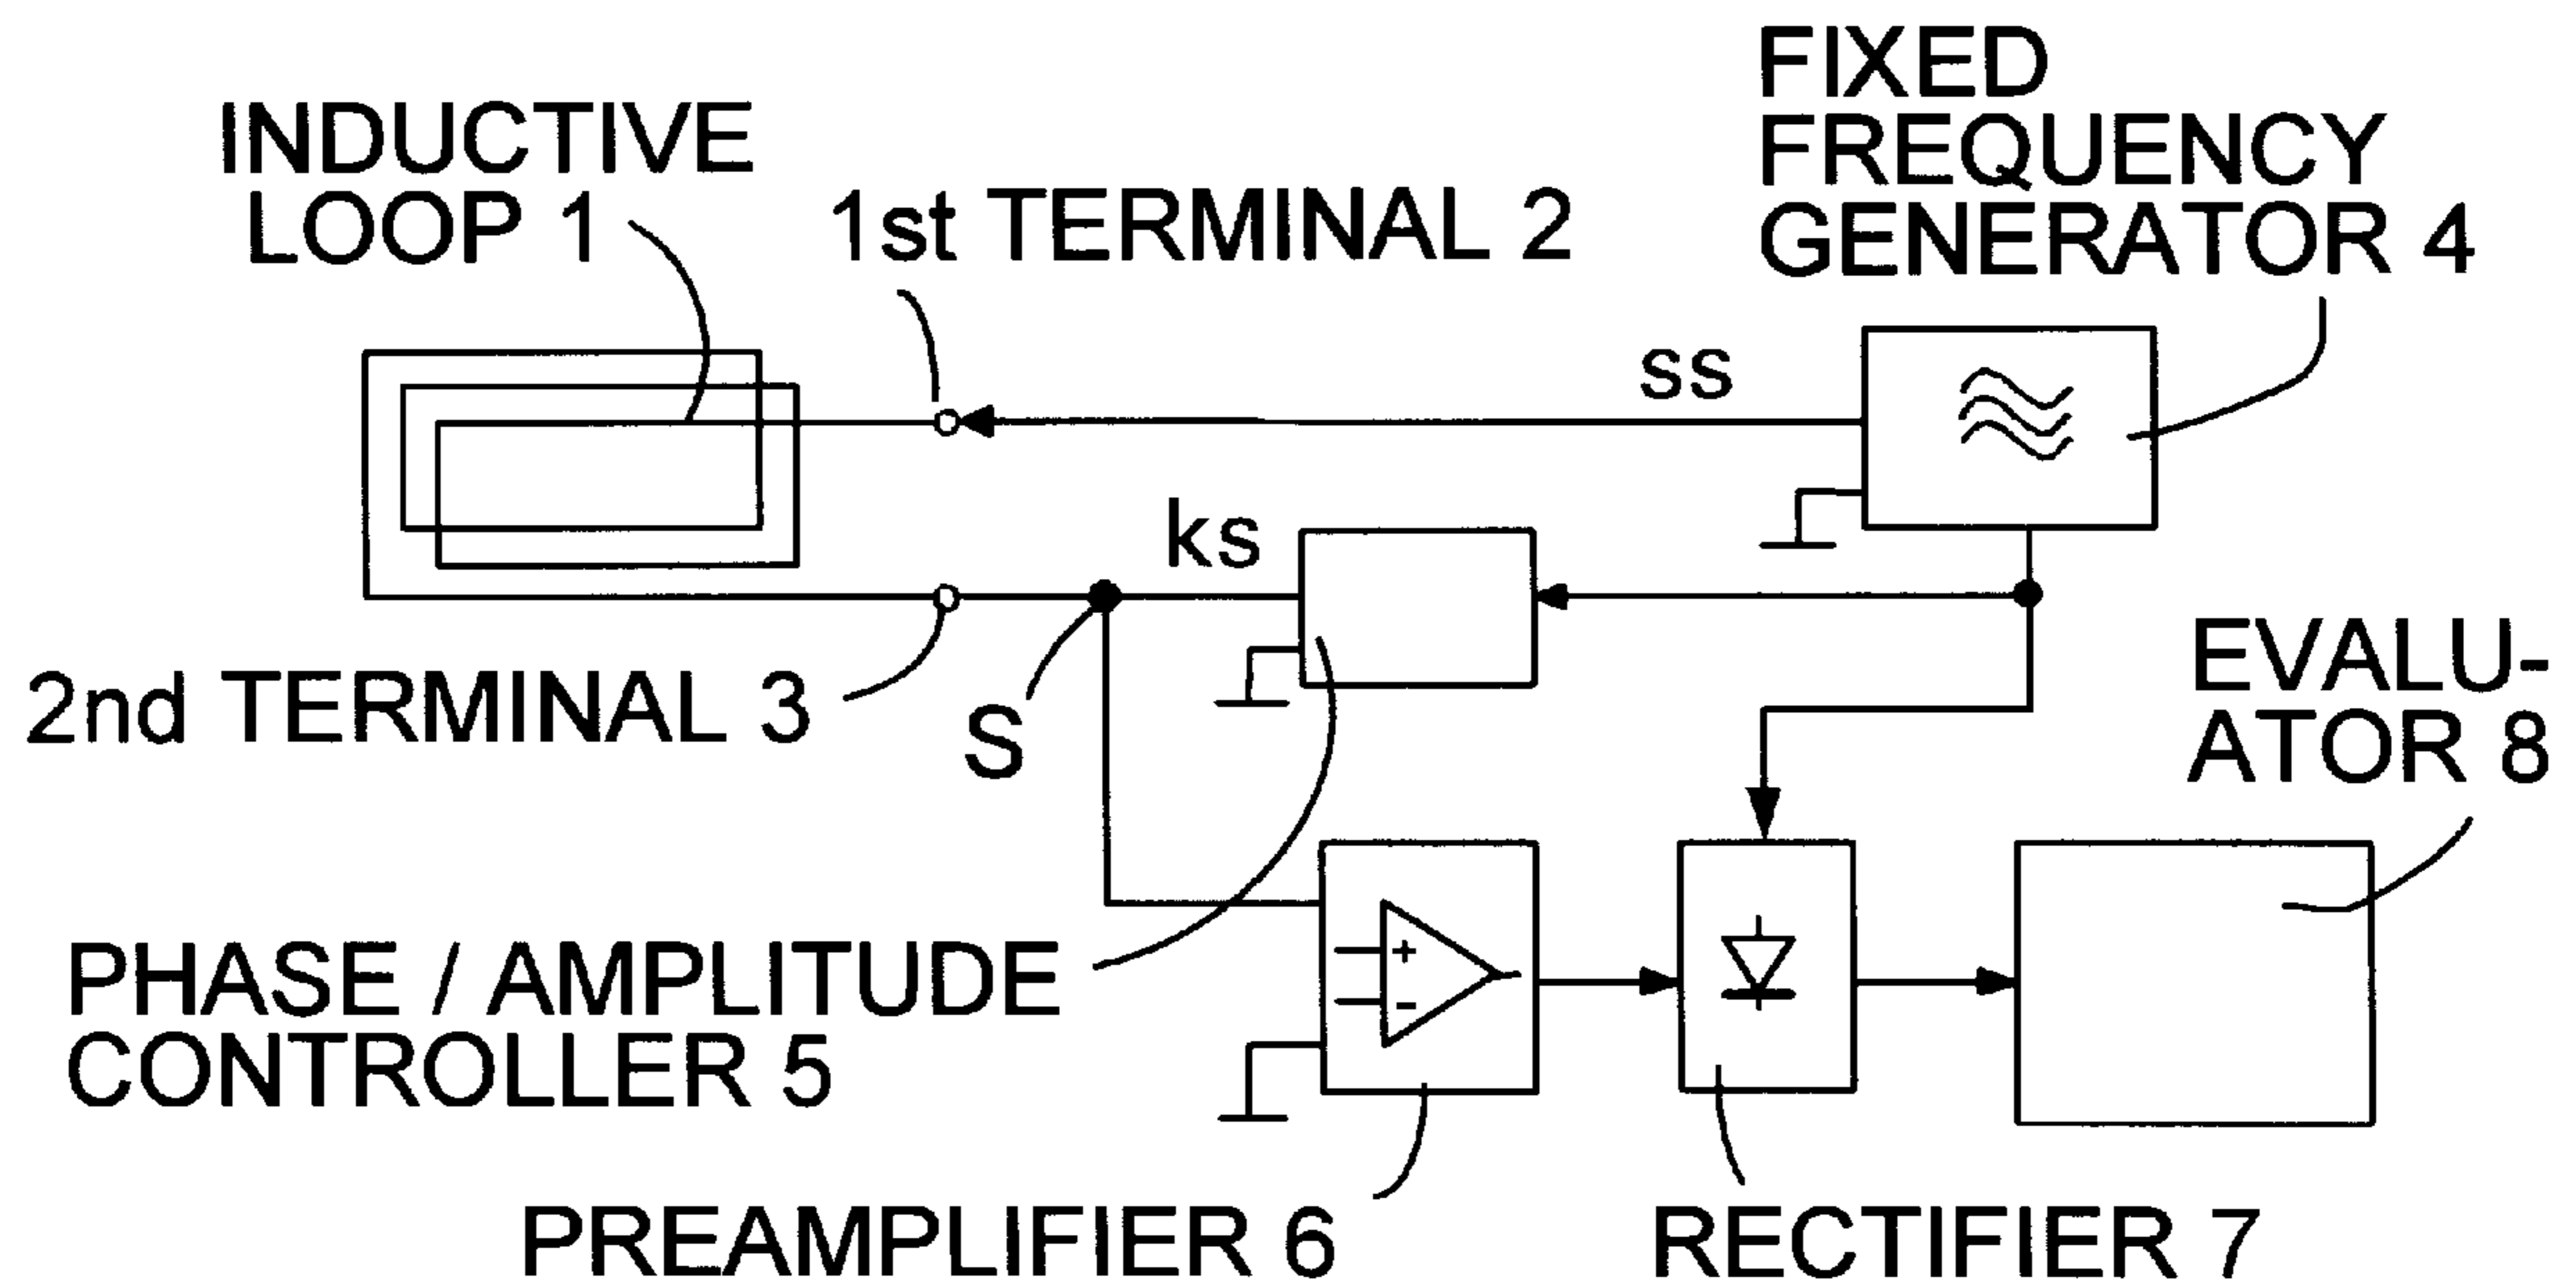 FIXED
FREQUENCY
GENERATOR 4
INDUCTIVE
LOOP 1
1st TERMINAL 2
ss
ks
2nd TERMINAL 3
S
EVALU-
ATOR 8
PHASE / AMPLITUDE
CONTROLLER 5
+
-
PREAMPLIFIER 6
RECTIFIER 7